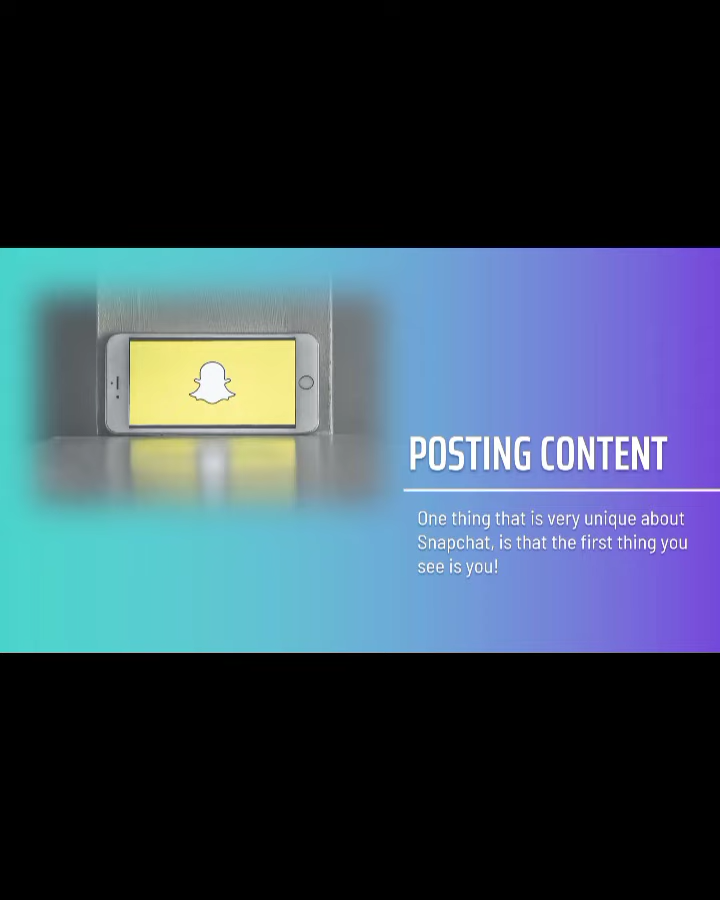 POSTING CONTENT
One thing that is very unique about
Snapchat, is that the first thing you
see is you!